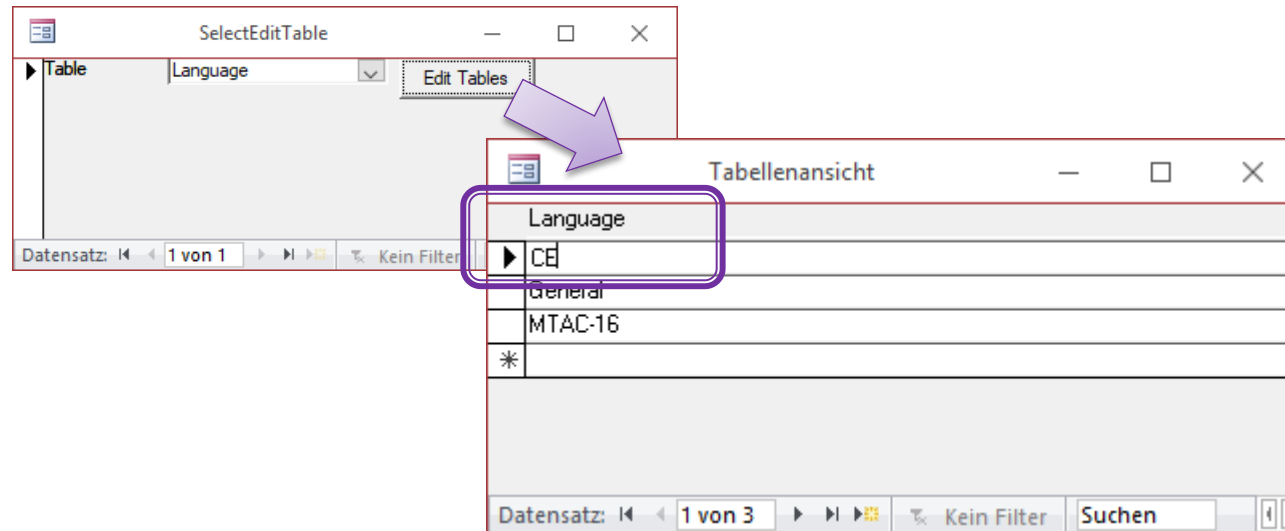 SelectEditTable
Table Language Edit Tables
Datensatz: 1 von 1 Kein Filter
Tabellenansicht
Language
CE
General
MTAC-16
Datensatz: 1 von 3 Kein Filter Suchen